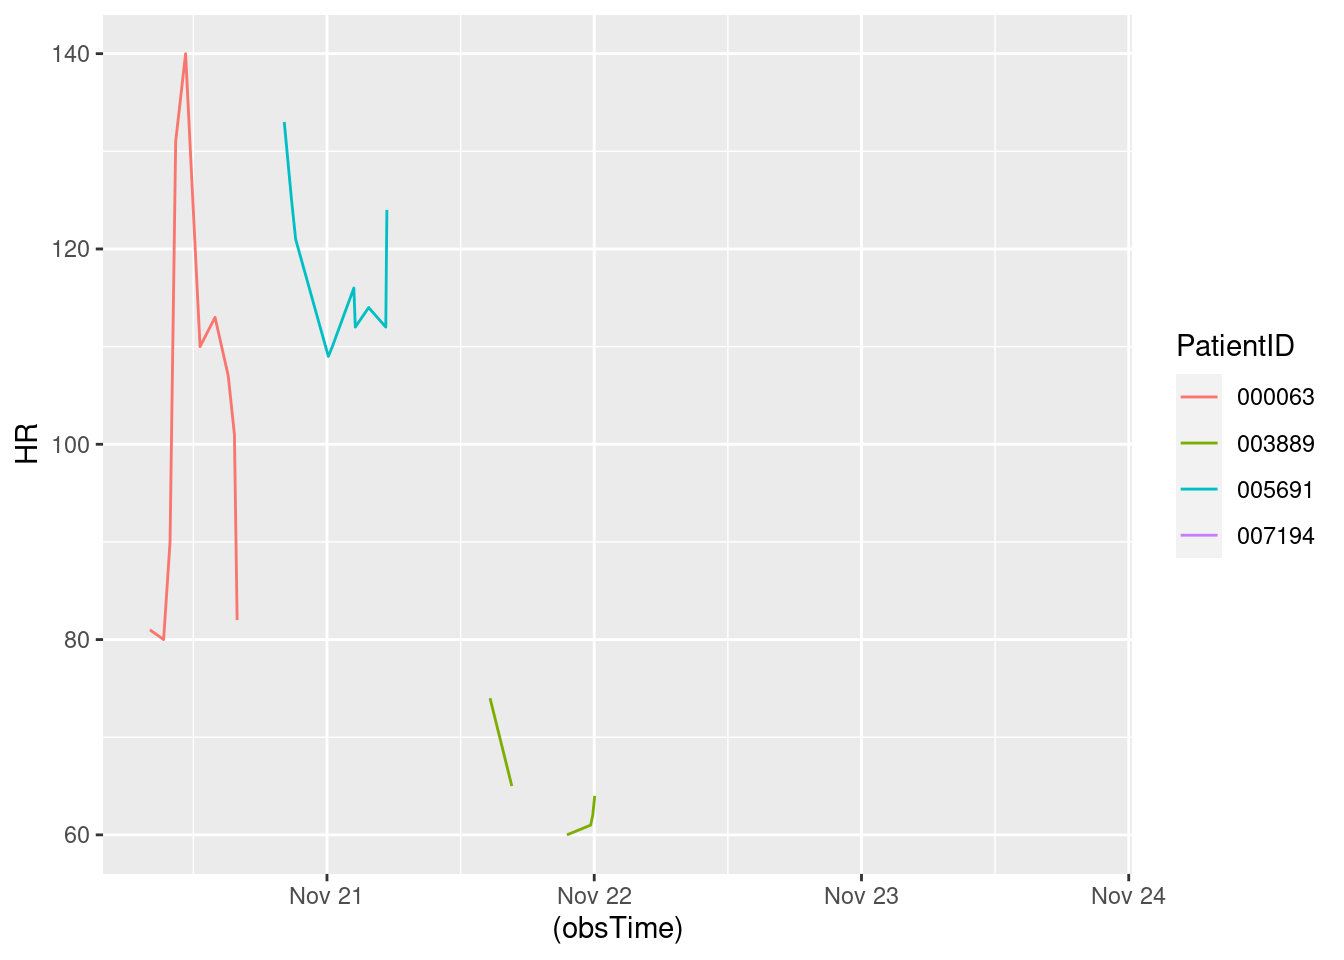 140
120
100
80
60
HR
Nov 21
Nov 22
Nov 23
Nov 24
(obsTime)
PatientID
000063
003889
005691
007194